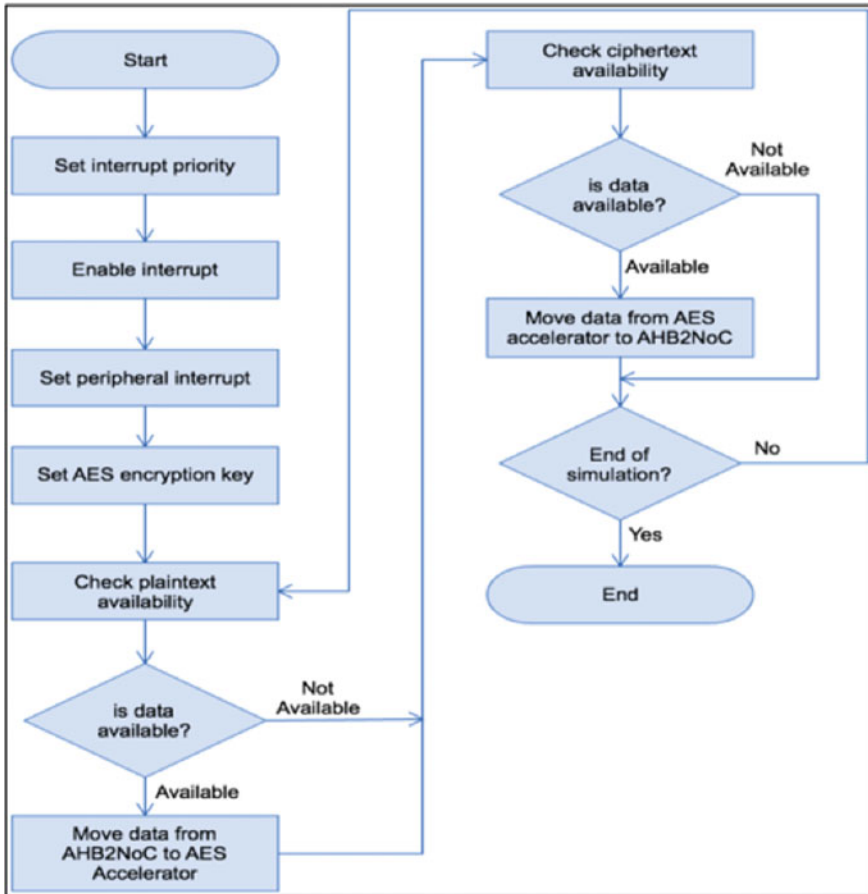 Start
Set interrupt priority
Enable interrupt
Set peripheral interrupt
Set AES encryption key
Check plaintext
availability
is data
available?
Not
Available
Available
Move data from
AHB2NoC to AES
Accelerator
Check ciphertext
availability
is data
available?
Not
Available
Available
Move data from AES
accelerator to AHB2NoC
End of
simulation?
No
Yes
End